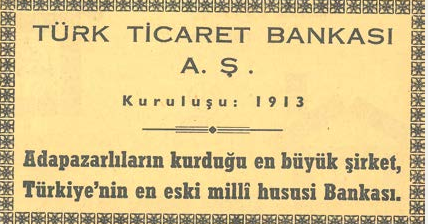 TÜRK TİCARET BANKASI
A. Ş.
Kuruluşu: 1913
Adapazarlıların kurduğu en büyük şirket,
Türkiye'nin en eski millî hususi Bankası.